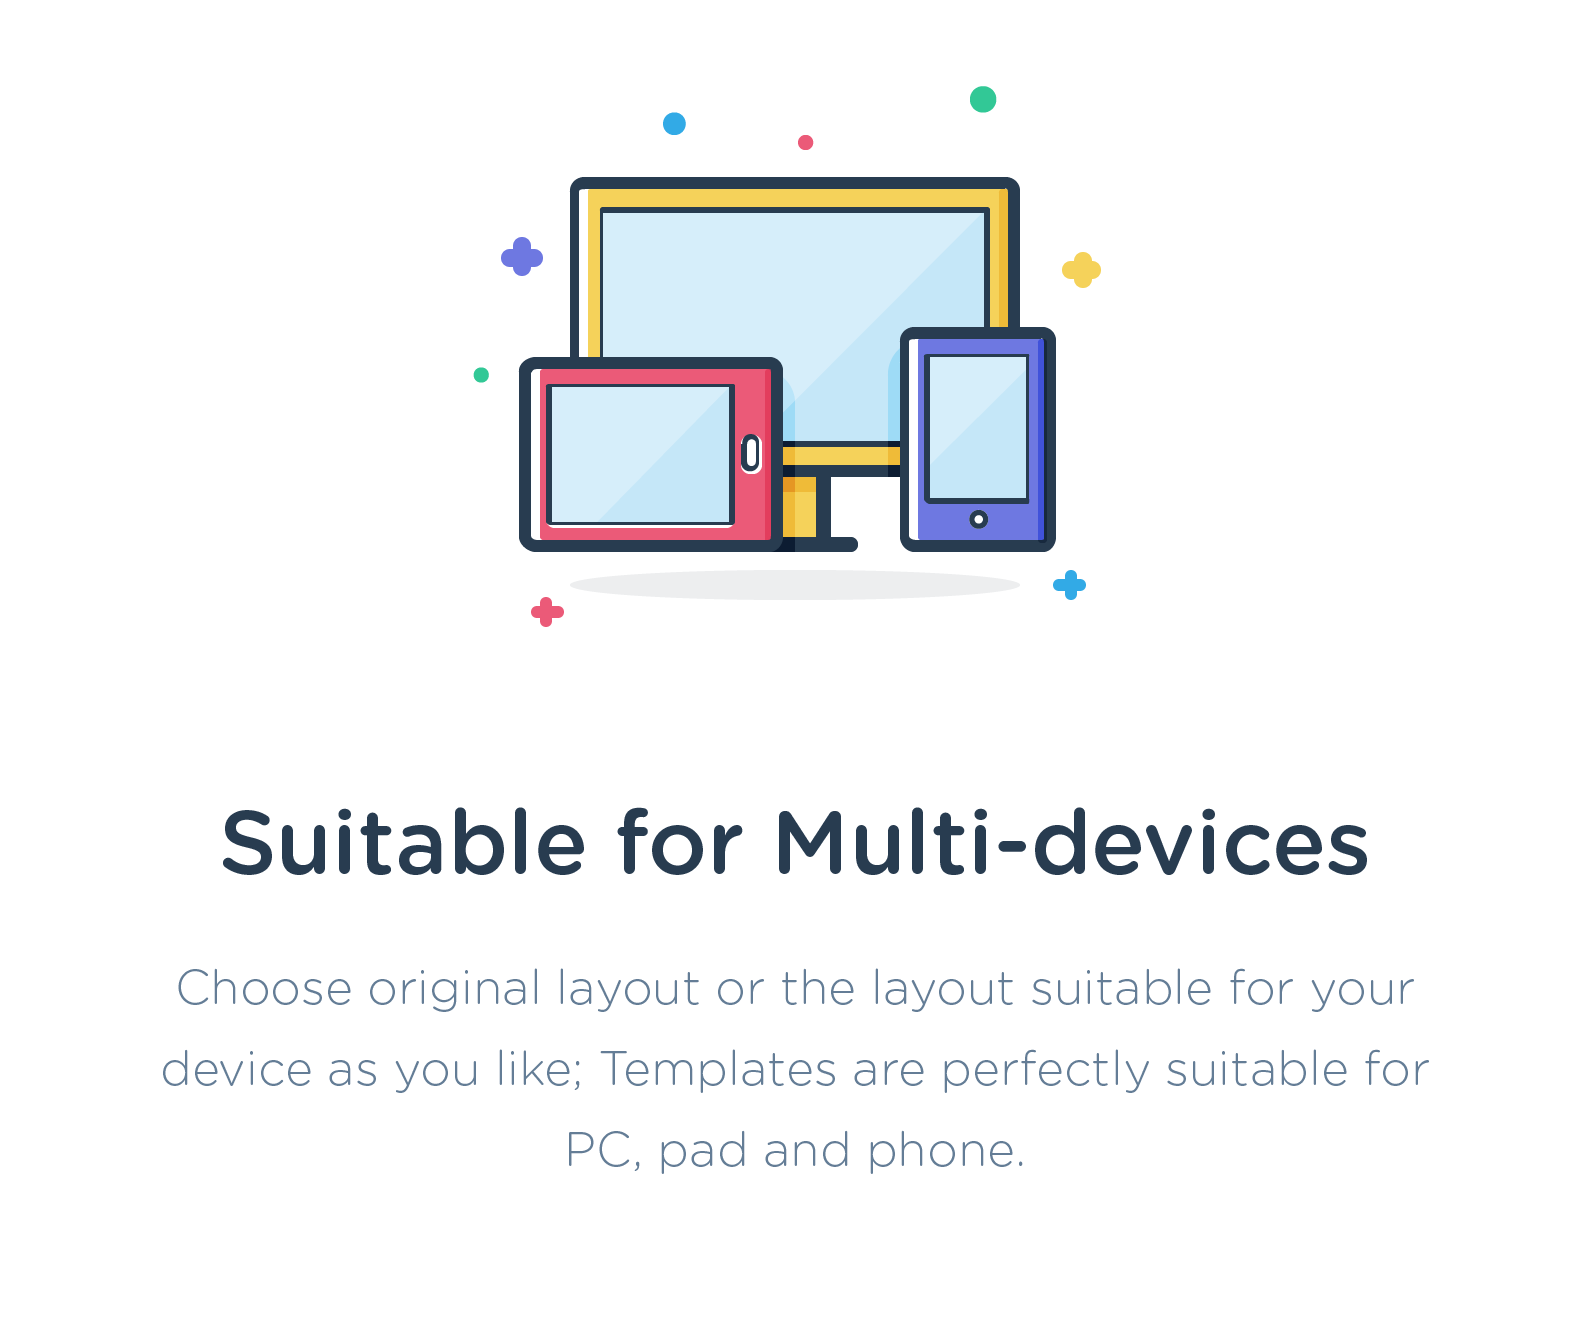 Suitable for Multi-devices
Choose original layout or the layout suitable for your
device as you like; Templates are perfectly suitable for
PC, pad and phone.